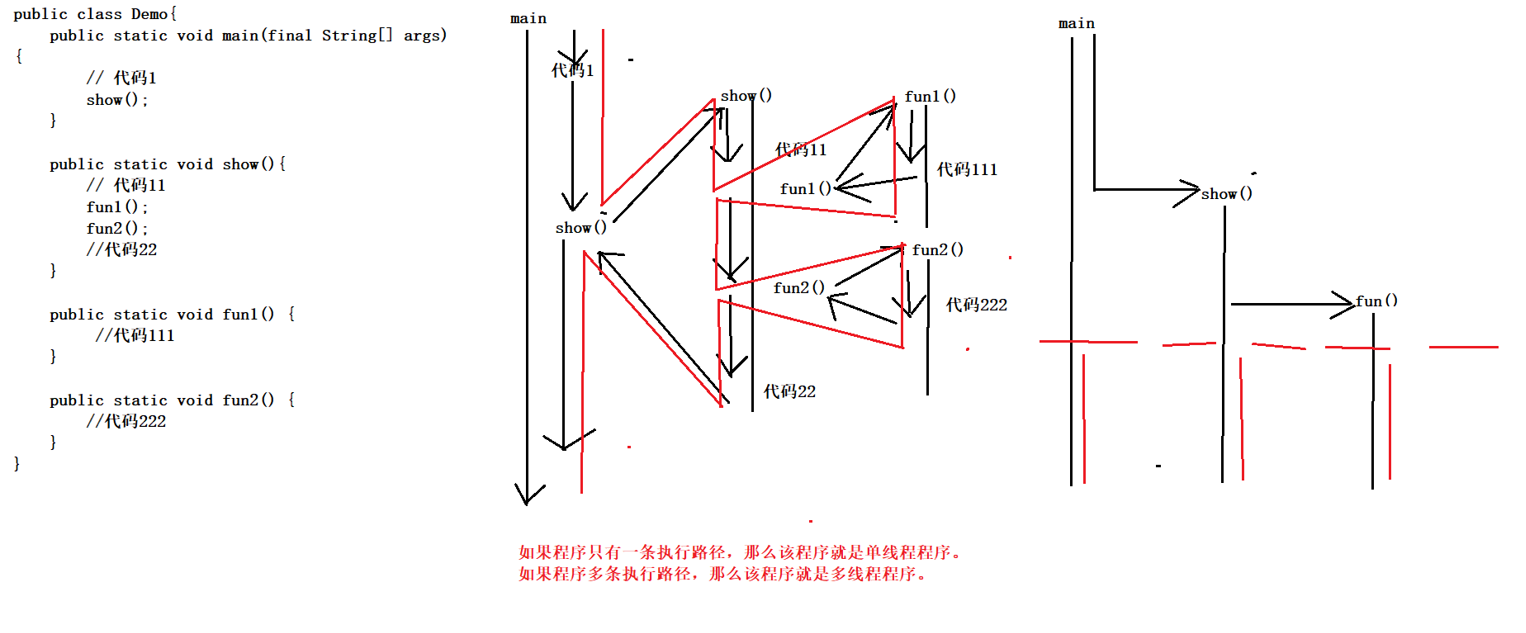 public class Demo{
public static void main(final String[] args)
{
// 代码1
show();
}
public static void show(){
// 代码11
fun1();
fun2();
//代码22
}
public static void fun1() {
//代码111
}
public static void fun2() {
//代码222
}
}
main
代码1
show()
show()
代码11
fun1()
fun1()
代码111
fun2()
fun2()
代码222
代码22
如果程序只有一条执行路径，那么该程序就是单线程程序。
如果程序多条执行路径，那么该程序就是多线程程序。
main
show()
fun()